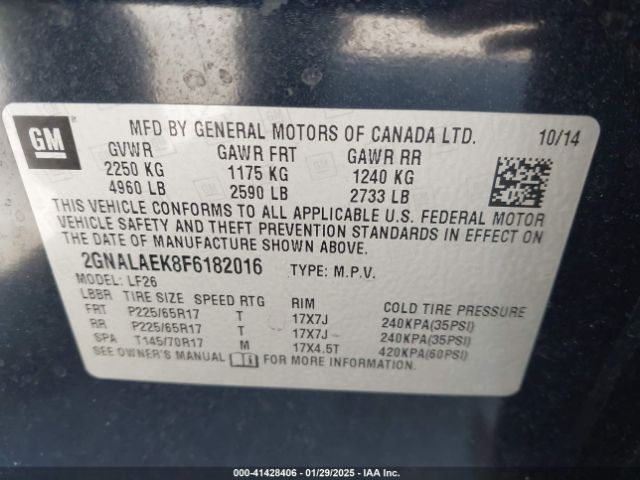 GM
MFD BY GENERAL MOTORS OF CANADA LTD. 10/14
GVWR GAWR FRT GAWR RR
2250 KG 1175 KG 1240 KG
4960 LB 2590 LB 2733 LB
THIS VEHICLE CONFORMS TO ALL APPLICABLE U.S. FEDERAL MOTOR
VEHICLE SAFETY AND THEFT PREVENTION STANDARDS IN EFFECT ON
THE DATE OF MANUFACTURE SHOWN ABOVE.
2GNALAEK8F6182016 TYPE: M.P.V.
MODEL: LF26
LBBR TIRE SIZE SPEED RTG RIM COLD TIRE PRESSURE
FRT P225/65R17 T 17X7J 240KPA(35PSI)
RR P225/65R17 T 17X7J 240KPA(35PSI)
SPA T145/70R17 M 17X4.5T 420KPA(60PSI)
SEE OWNER'S MANUAL FOR MORE INFORMATION.
000-41428406 - 01/29/2025 - IAAI.com